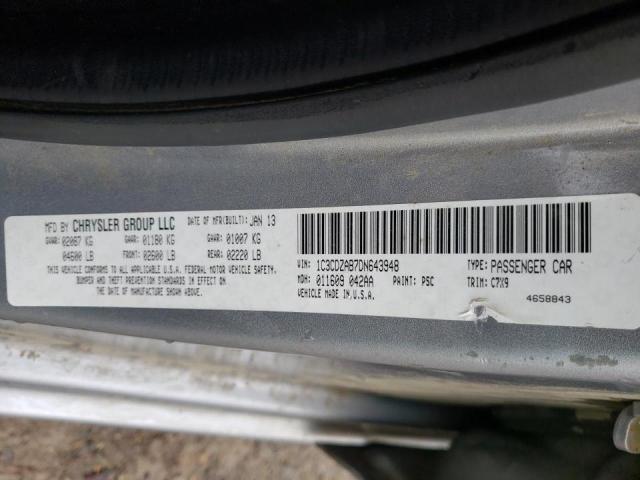 MFD BY CHRYSLER GROUP LLC DATE OF MFR(BUILT): JAN 13
GVWR: 02087 KG GAWR: 01180 KG GAWR: 01007 KG
04600 LB FRONT: 02600 LB REAR: 02220 LB
THIS VEHICLE CONFORMS TO ALL APPLICABLE U.S.A. FEDERAL MOTOR VEHICLE SAFETY,
BUMPER AND THEFT PREVENTION STANDARDS IN EFFECT ON
THE DATE OF MANUFACTURE SHOWN ABOVE.
VIN: 1C3CDZAB7DN643948 TYPE: PASSENGER CAR
MDH: 011609 042AA PAINT: PSC TRIM: C7X9
VEHICLE MADE IN U.S.A. 4658843